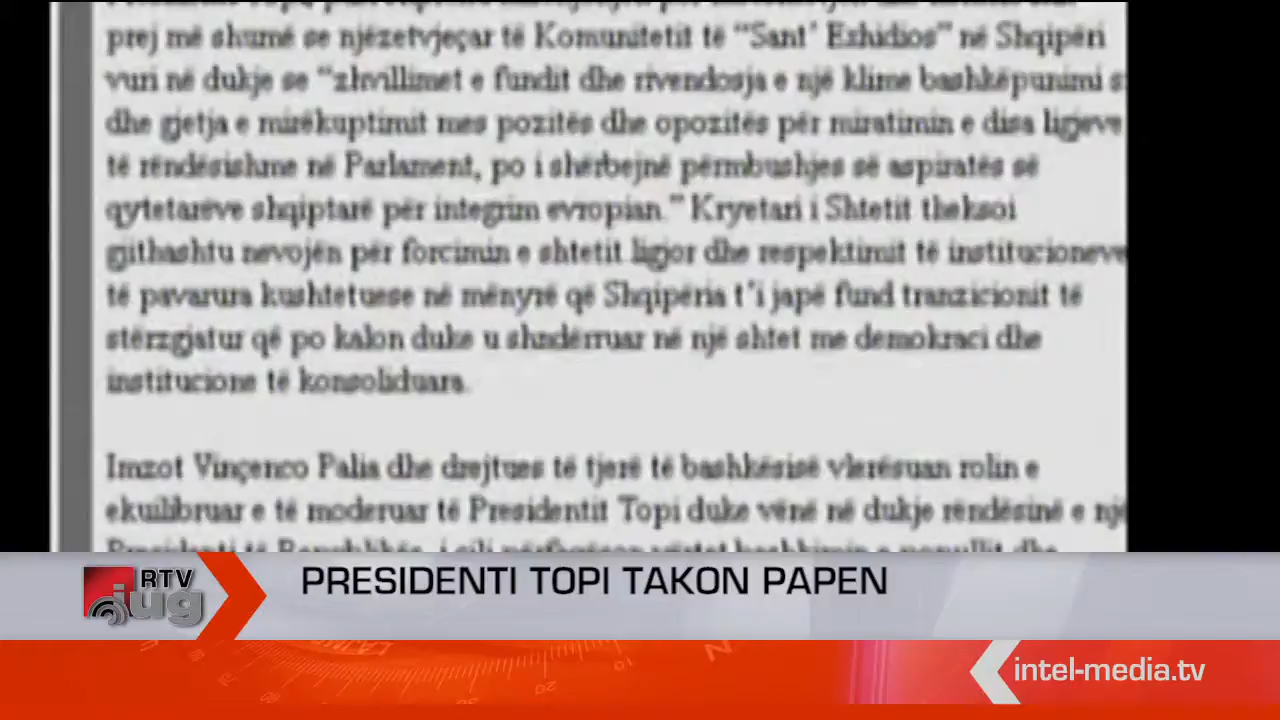 prej më shumë se njëzetvjeçar të Komunitetit të “Sant’ Exhidios” në Shqipëri
vuri në dukje se “zhvillimet e fundit dhe rivendosja e një klime bashkëpunimi
dhe gjetja e mirëkuptimit mes pozitës dhe opozitës për miratimin e disa ligjeve
të rëndësishme në Parlament, po i shërbejnë përmbushjes së aspiratës së
qytetarëve shqiptarë për integrim evropian.” Kryetari i Shtetit theksoi
gjithashtu nevojën për forcimin e shtetit ligjor dhe respektimit të institucioneve
të pavarura kushtetuese në mënyrë që Shqipëria t’i japë fund tranzicionit të
stërzgjatur që po kalon duke u shndërruar në një shtet me demokraci dhe
institucione të konsoliduara.
Imzot Vinçenco Palia dhe drejtues të tjerë të bashkësisë vlerësuan rolin e
ekuilibruar e të moderuar të Presidentit Topi duke vënë në dukje rëndësinë e një
PRESIDENTI TOPI TAKON PAPEN
RTV
jug
intel-media.tv